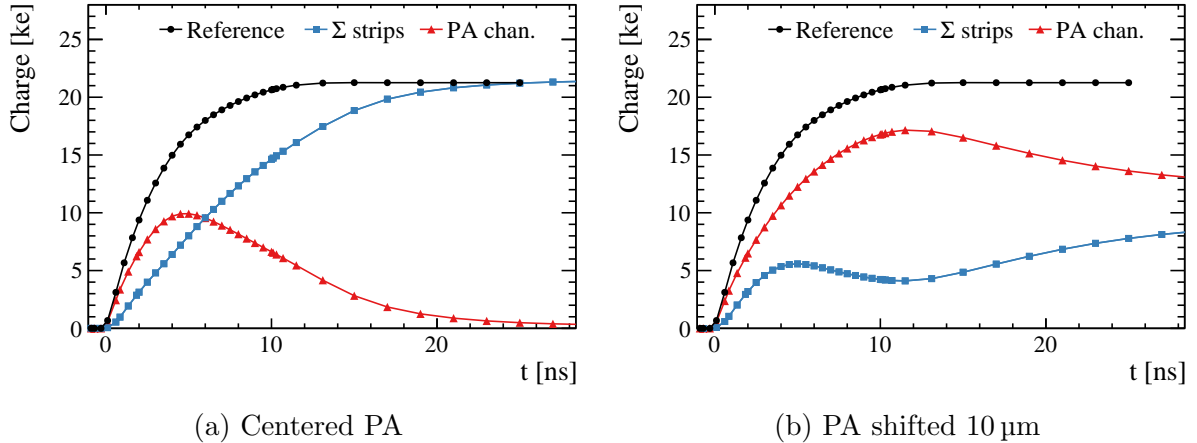 Charge [ke]
Reference
Σ strips
PA chan.
25
20
15
10
5
0
0
10
20
t [ns]
(a) Centered PA
Charge [ke]
Reference
Σ strips
PA chan.
25
20
15
10
5
0
0
10
20
t [ns]
(b) PA shifted 10 µm